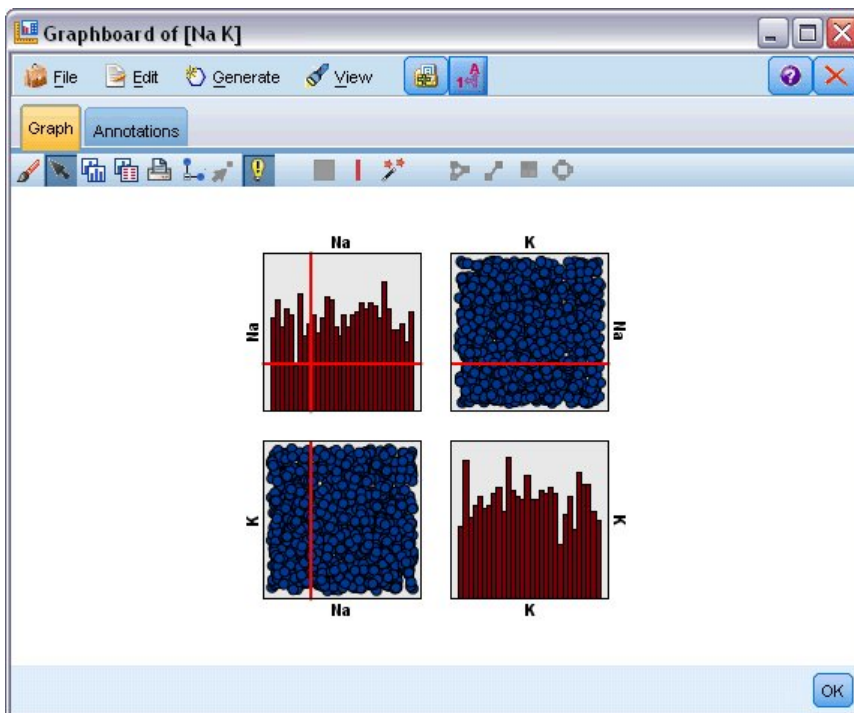 Graphboard of [Na K]
File Edit Generate View
Graph Annotations
Na K
Na Na
K K
Na K
OK